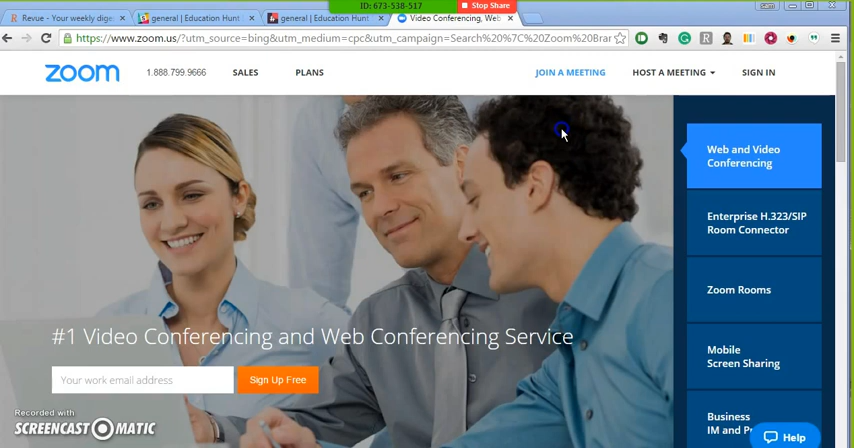 ID: 673-538-517
Stop Share
Revue - Your weekly diges
general | Education Hunt
general | Education Hunt
Video Conferencing, Web
sam
https://www.zoom.us/?utm_source=bing&utm_medium=cpc&utm_campaign=Search%20%7C%20Zoom%20Bran
zoom
1.888.799.9666
SALES
PLANS
JOIN A MEETING
HOST A MEETING
SIGN IN
Web and Video
Conferencing
Enterprise H.323/SIP
Room Connector
Zoom Rooms
Mobile
Screen Sharing
Business
IM and
#1 Video Conferencing and Web Conferencing Service
Your work email address
Sign Up Free
Help
Recorded with
SCREENCAST MATIC